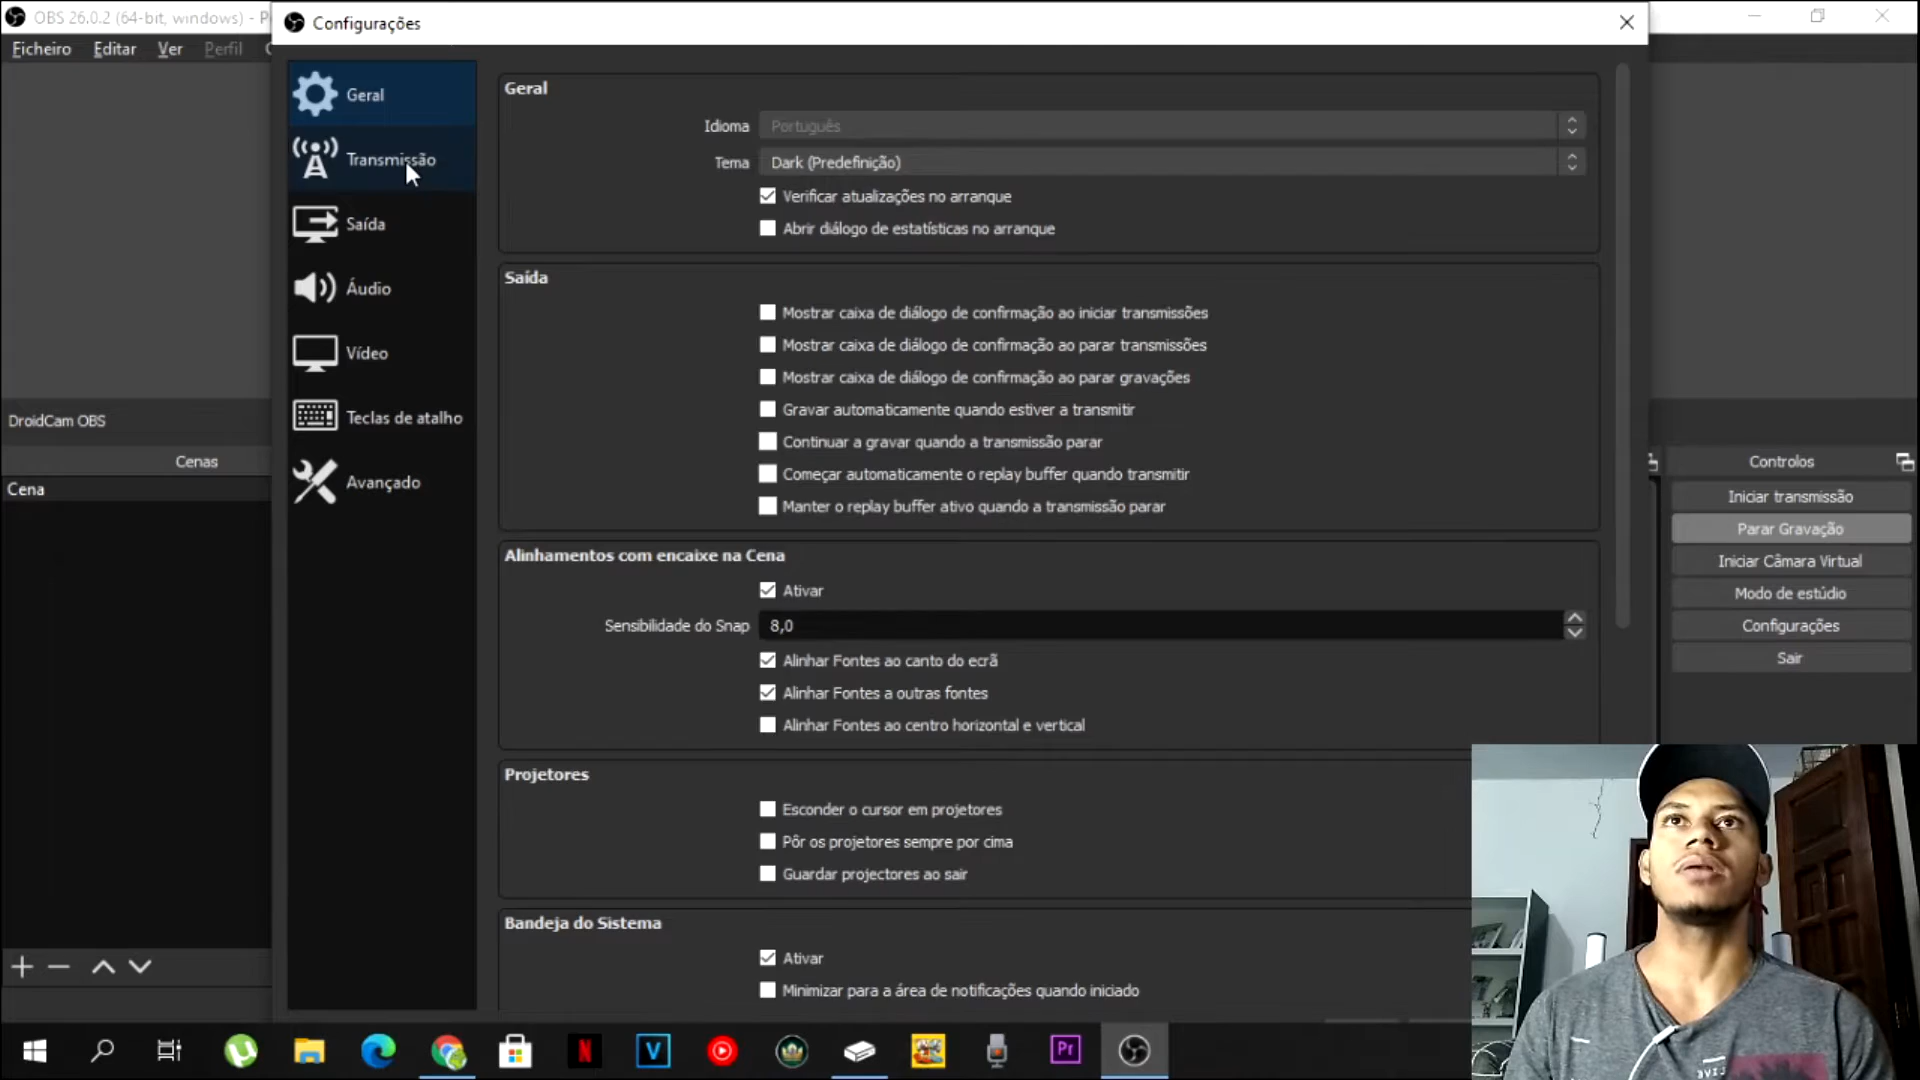 OBS 26.0.2 (64-bit, windows) - P
Configurações
Ficheiro Editar Ver Perfil
Geral
Transmissão
Saída
Áudio
Vídeo
Teclas de atalho
Avançado
Geral
Idioma Português
Tema Dark (Predefinição)
Verificar atualizações no arranque
Abrir diálogo de estatísticas no arranque
Saída
Mostrar caixa de diálogo de confirmação ao iniciar transmissões
Mostrar caixa de diálogo de confirmação ao parar transmissões
Mostrar caixa de diálogo de confirmação ao parar gravações
Gravar automaticamente quando estiver a transmitir
Continuar a gravar quando a transmissão parar
Começar automaticamente o replay buffer quando transmitir
Manter o replay buffer ativo quando a transmissão parar
Alinhamentos com encaixe na Cena
Ativar
Sensibilidade do Snap 8,0
Alinhar Fontes ao canto do ecrã
Alinhar Fontes a outras fontes
Alinhar Fontes ao centro horizontal e vertical
Projetores
Esconder o cursor em projetores
Pôr os projetores sempre por cima
Guardar projectores ao sair
Bandeja do Sistema
Ativar
Minimizar para a área de notificações quando iniciado
DroidCam OBS
Cenas
Cena
Controlos
Iniciar transmissão
Parar Gravação
Iniciar Câmara Virtual
Modo de estúdio
Configurações
Sair
N
V
Pr